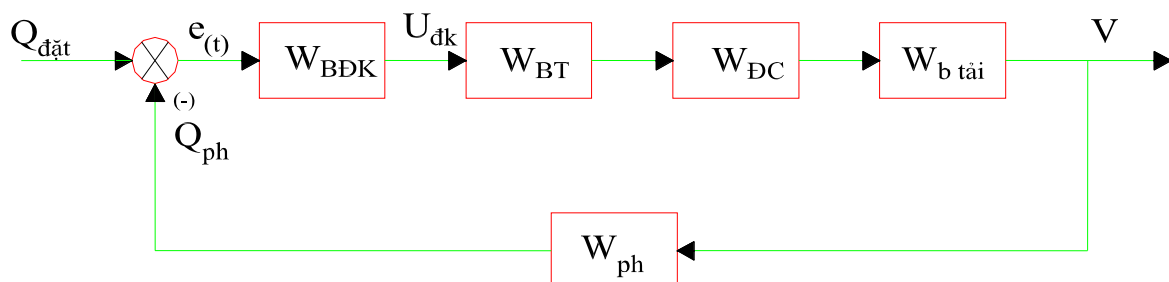 Qđặt
e(t)
WBĐK
Uđk
WBT
WĐC
Wb tải
V
(-)
Qph
Wph